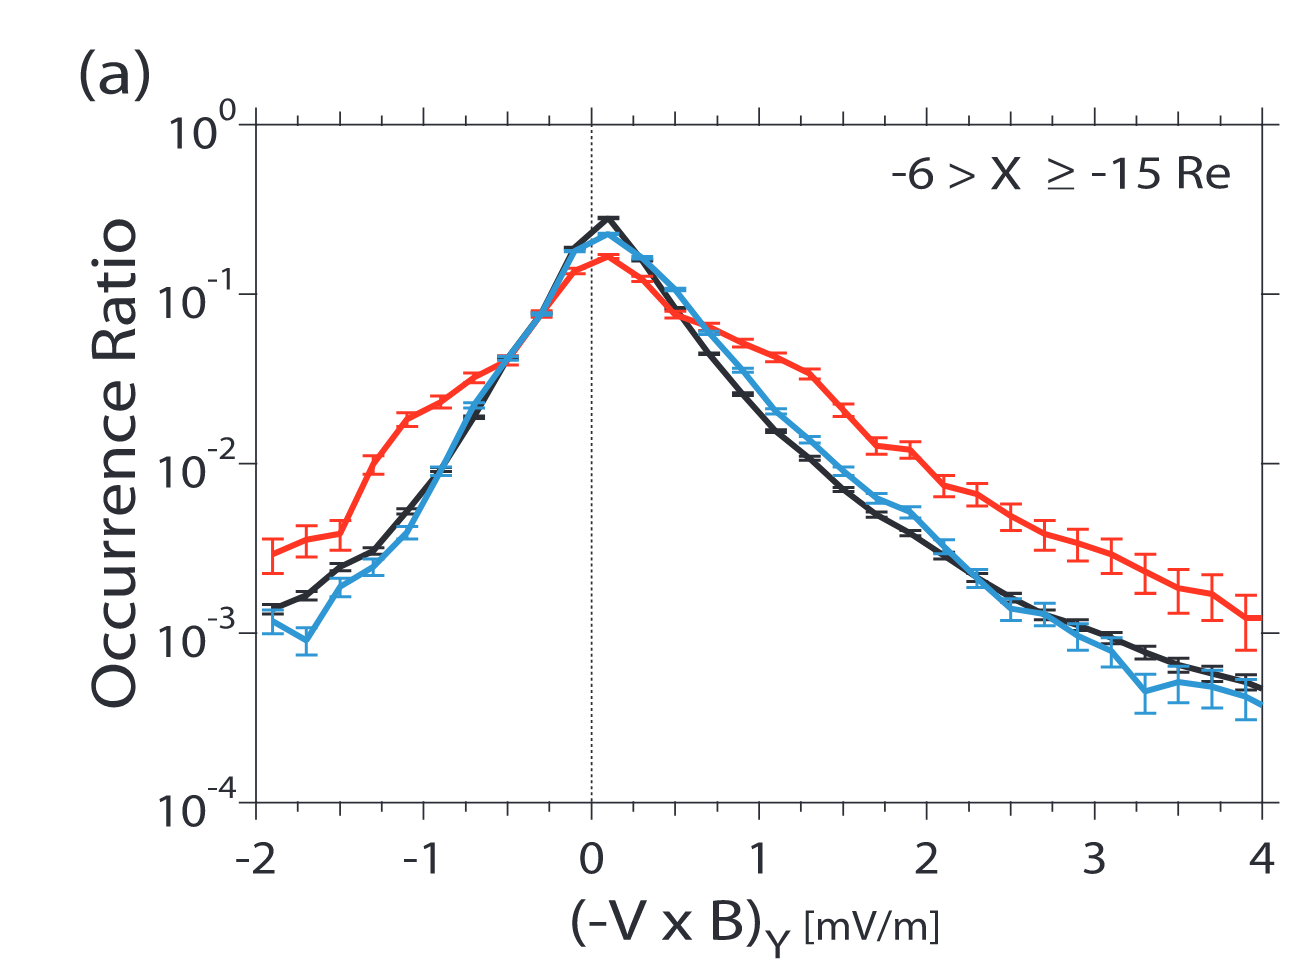 (a)
10^0
10^-1
10^-2
10^-3
10^-4
Occurrence Ratio
-6 > X ≥ -15 Re
-2 -1 0 1 2 3 4
(-V x B)_Y [mV/m]